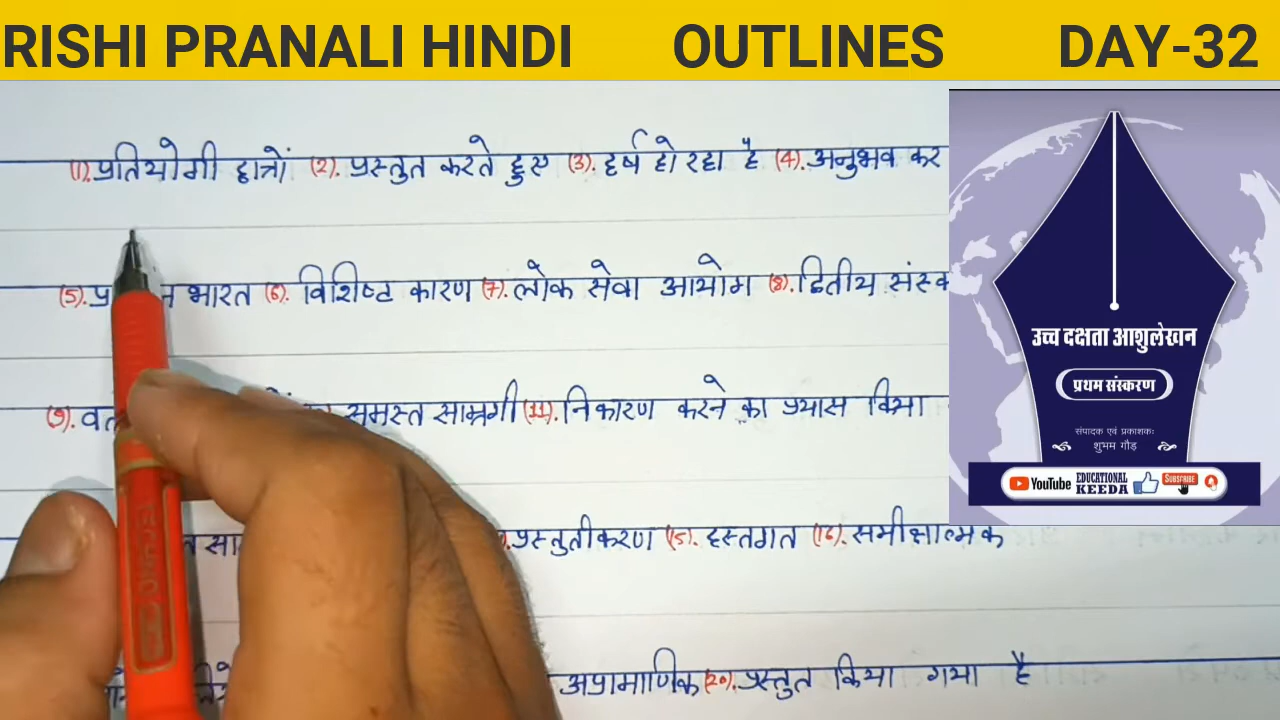 RISHI PRANALI HINDI OUTLINES DAY-32
(1). प्रतियोगी छात्रों (2). प्रस्तुत करते हुए (3). हर्ष हो रहा है (4). अनुभव कर
(5). भारत (6). विशिष्ट कारण (7). लोक सेवा आयोग (8). द्वितीय
(9). समस्त सामग्री (11). निकारण करने का प्रयास किया
प्रस्तुतीकरण (15). हस्तगत (16). समीक्षात्मक
अप्रामाणिक (20). प्रस्तुत किया गया है
उच्च दक्षता आशुलेखन
प्रथम संस्करण
संपादक एवं प्रकाशकः
शुभम गौड़
YouTube EDUCATIONAL KEEDA SUBSCRIBE